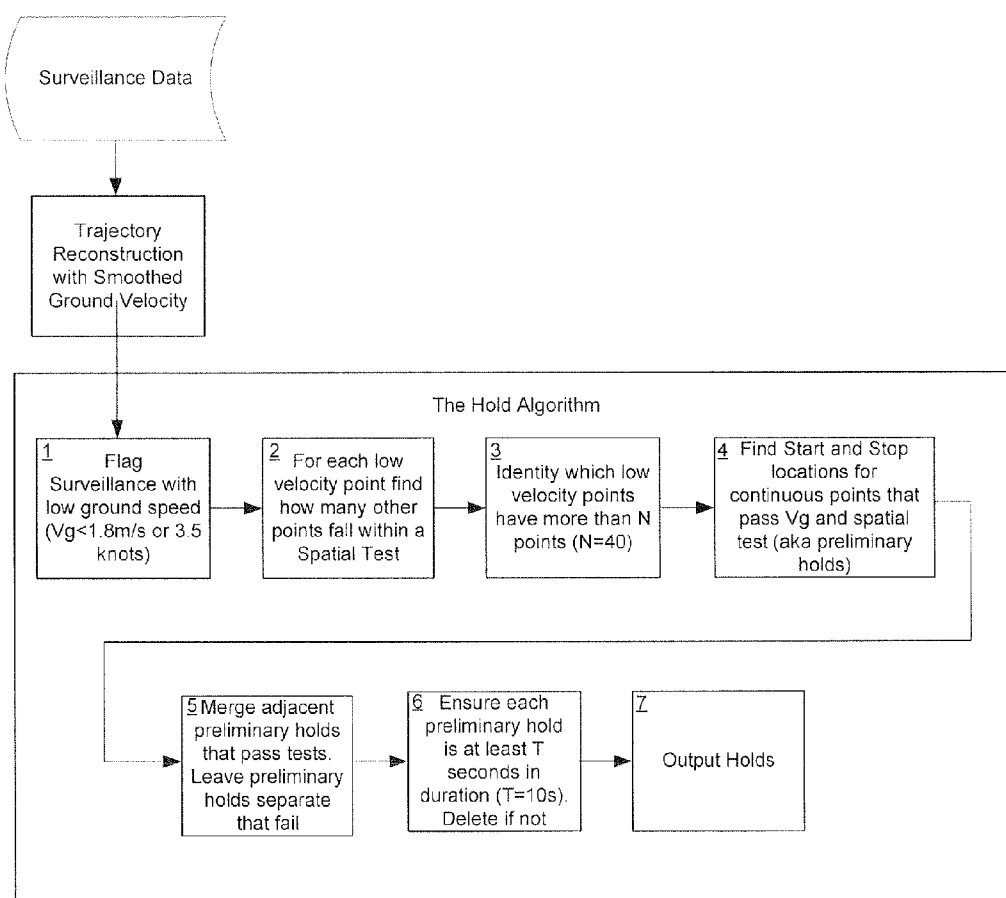 Surveillance Data
Trajectory
Reconstruction
with Smoothed
Ground Velocity
The Hold Algorithm
1 Flag
Surveillance with
low ground speed
(Vg<1.8m/s or 3.5
knots)
2 For each low
velocity point find
how many other
points fall within a
Spatial Test
3
Identity which low
velocity points
have more than N
points (N=40)
4 Find Start and Stop
locations for
continuous points that
pass Vg and spatial
test (aka preliminary
holds)
5 Merge adjacent
preliminary holds
that pass tests.
Leave preliminary
holds separate
that fail
6 Ensure each
preliminary hold
is at least T
seconds in
duration (T=10s).
Delete if not
7
Output Holds